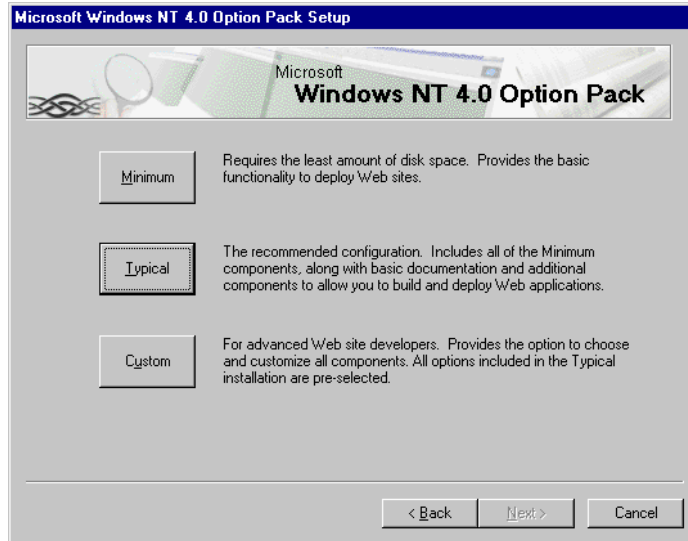 Microsoft Windows NT 4.0 Option Pack Setup
Microsoft
Windows NT 4.0 Option Pack
Minimum
Requires the least amount of disk space. Provides the basic
functionality to deploy Web sites.
Typical
The recommended configuration. Includes all of the Minimum
components, along with basic documentation and additional
components to allow you to build and deploy Web applications.
Custom
For advanced Web site developers. Provides the option to choose
and customize all components. All options included in the Typical
installation are pre-selected.
< Back
Next >
Cancel